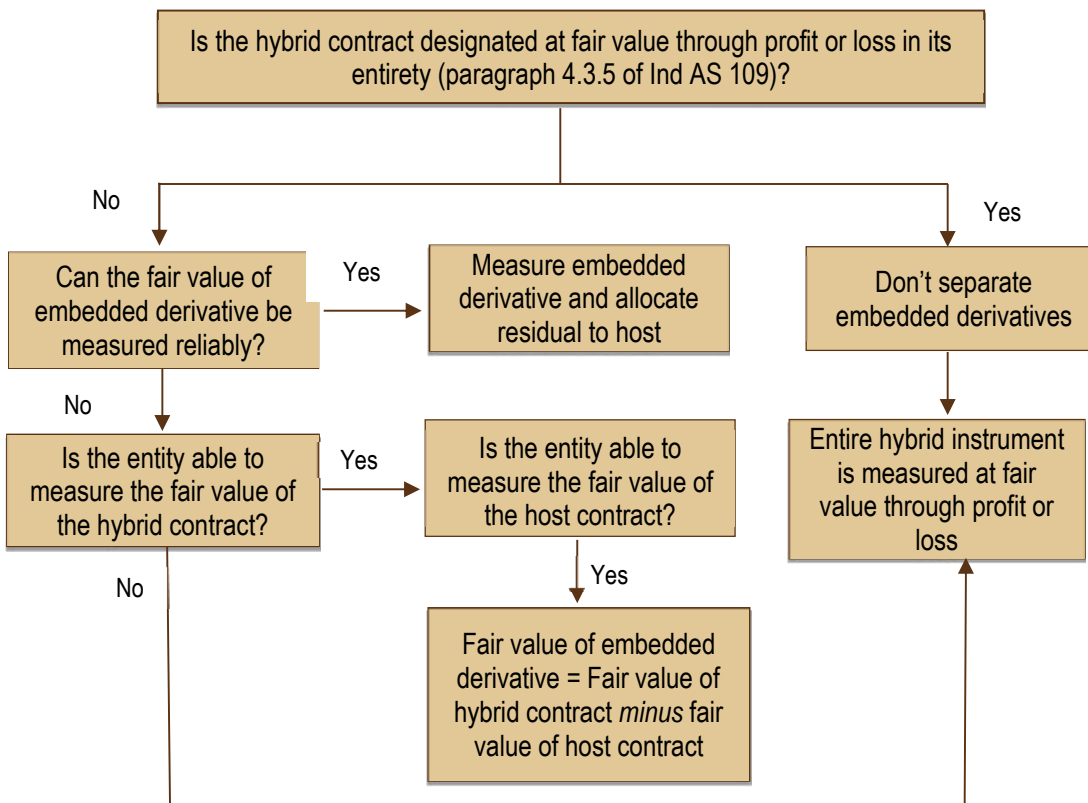 Is the hybrid contract designated at fair value through profit or loss in its
entirety (paragraph 4.3.5 of Ind AS 109)?
No
Yes
Can the fair value of
embedded derivative be
measured reliably?
Yes
Measure embedded
derivative and allocate
residual to host
Don’t separate
embedded derivatives
No
Is the entity able to
measure the fair value of
the hybrid contract?
Yes
Is the entity able to
measure the fair value of
the host contract?
Entire hybrid instrument
is measured at fair
value through profit or
loss
No
Yes
Fair value of embedded
derivative = Fair value of
hybrid contract minus fair
value of host contract